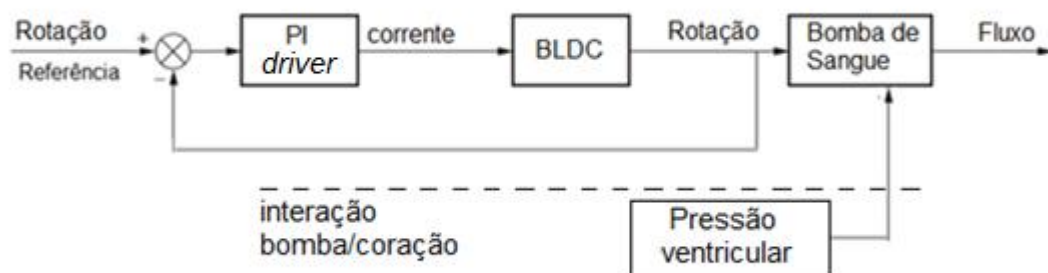 Rotação
Referência
+
−
PI
driver
corrente
BLDC
Rotação
Bomba de
Sangue
Fluxo
interação
bomba/coração
Pressão
ventricular